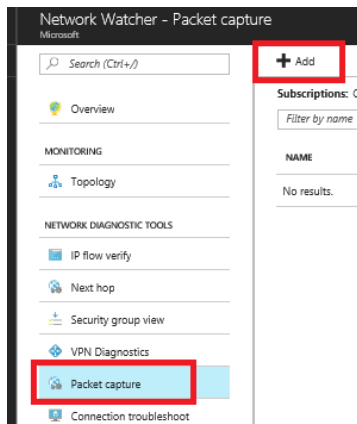 Network Watcher - Packet capture
Microsoft
Search (Ctrl+/)
Overview
MONITORING
Topology
NETWORK DIAGNOSTIC TOOLS
IP flow verify
Next hop
Security group view
VPN Diagnostics
Packet capture
Connection troubleshoot
Add
Subscriptions:
Filter by name
NAME
No results.